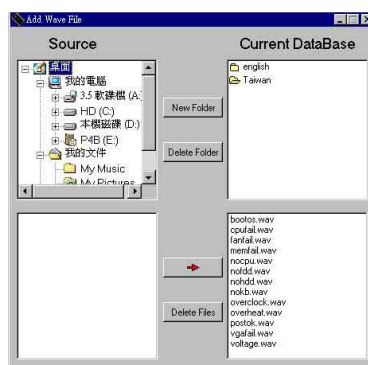 Add Wave File
Source
Current DataBase
桌面
我的電腦
3.5 軟碟機 (A:
HD (C:)
本機磁碟 (D:)
P4B (E:)
我的文件
My Music
My Pictures
New Folder
Delete Folder
english
Taiwan
Delete Files
bootos.wav
cpufail.wav
fanfail.wav
memfail.wav
nocpu.wav
nofdd.wav
nohdd.wav
nokb.wav
overclock.wav
overheat.wav
postok.wav
vgafail.wav
voltage.wav